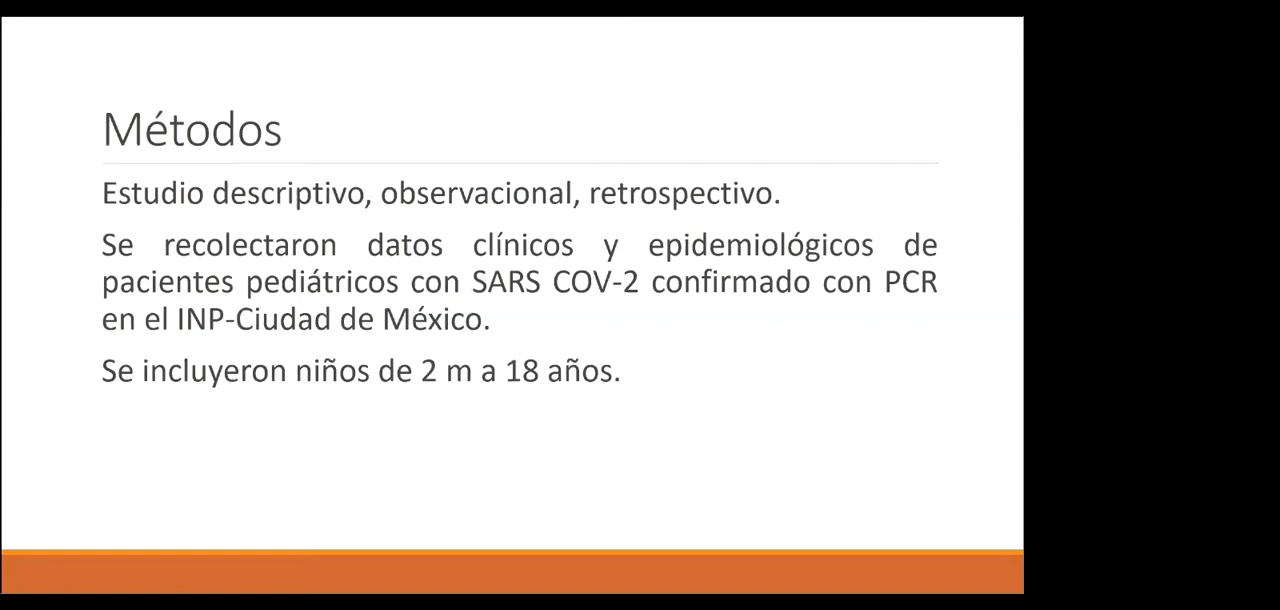 Métodos
Estudio descriptivo, observacional, retrospectivo.
Se recolectaron datos clínicos y epidemiológicos de
pacientes pediátricos con SARS COV-2 confirmado con PCR
en el INP-Ciudad de México.
Se incluyeron niños de 2 m a 18 años.